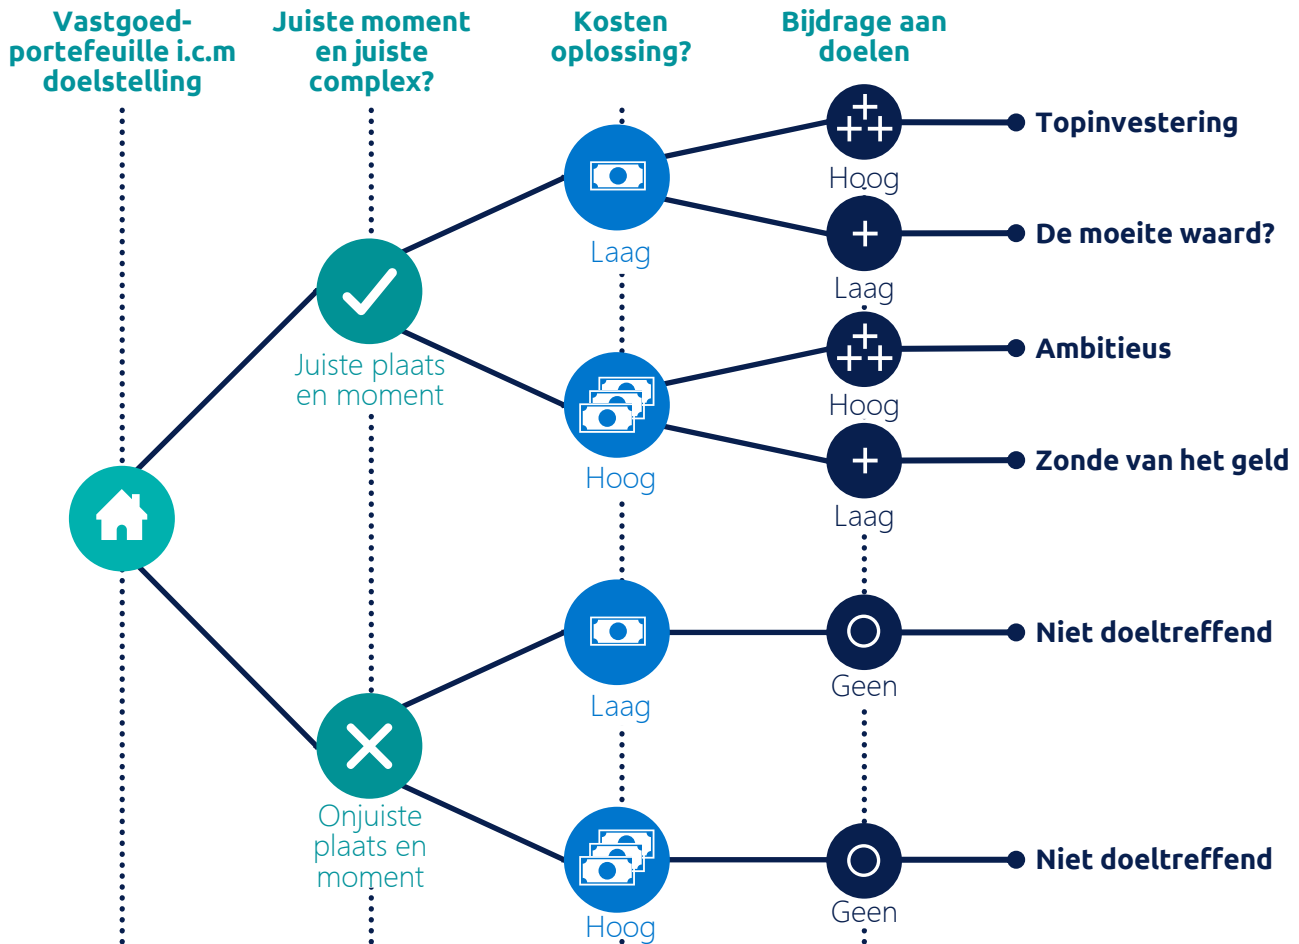 Vastgoed-
portefeuille i.c.m
doelstelling
Juiste moment
en juiste
complex?
Kosten
oplossing?
Bijdrage aan
doelen
Hoog
Topinvestering
Laag
Laag
De moeite waard?
Juiste plaats
en moment
Hoog
Ambitieus
Hoog
Laag
Zonde van het geld
Laag
Geen
Niet doeltreffend
Onjuiste
plaats en
moment
Hoog
Geen
Niet doeltreffend